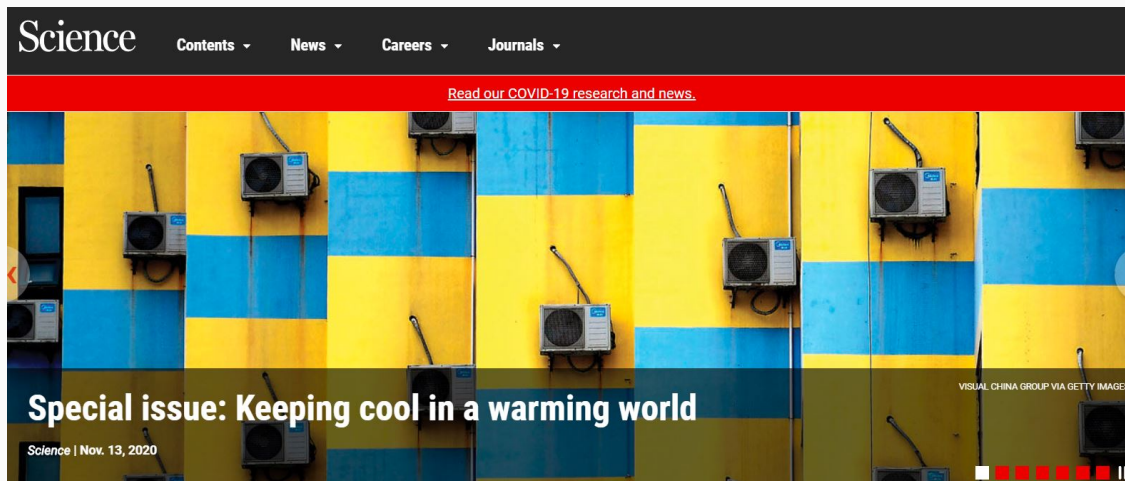 Science
Contents News Careers Journals
Read our COVID-19 research and news.
VISUAL CHINA GROUP VIA GETTY IMAGES
Special issue: Keeping cool in a warming world
Science | Nov. 13, 2020